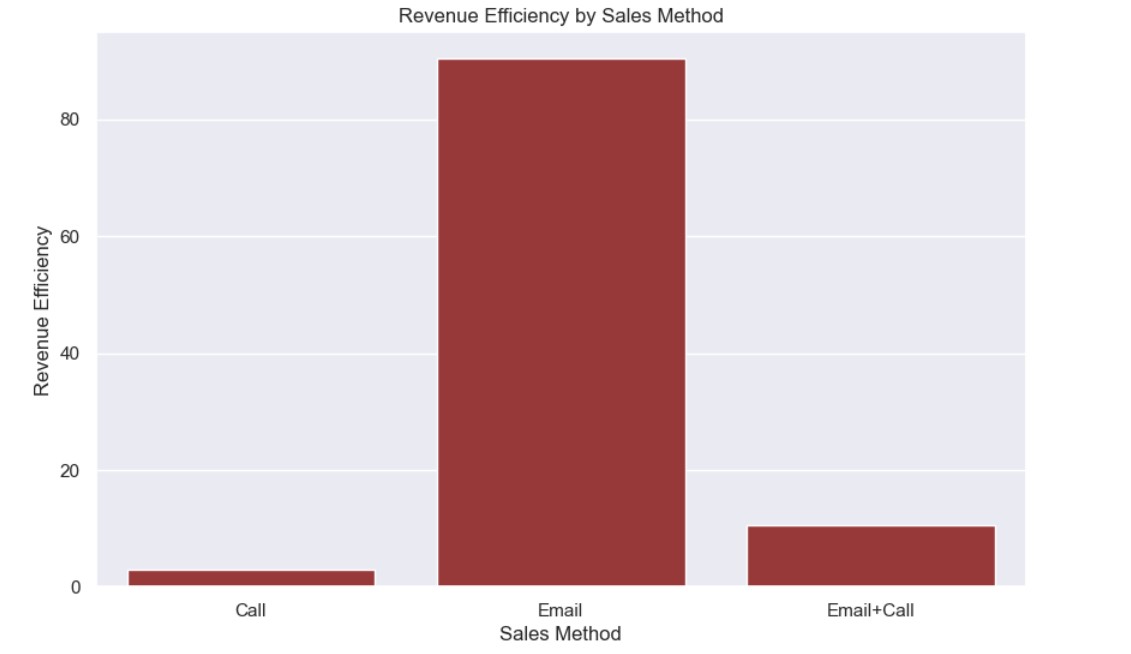 Revenue Efficiency by Sales Method
Revenue Efficiency
80
60
40
20
0
Call Email Email+Call
Sales Method